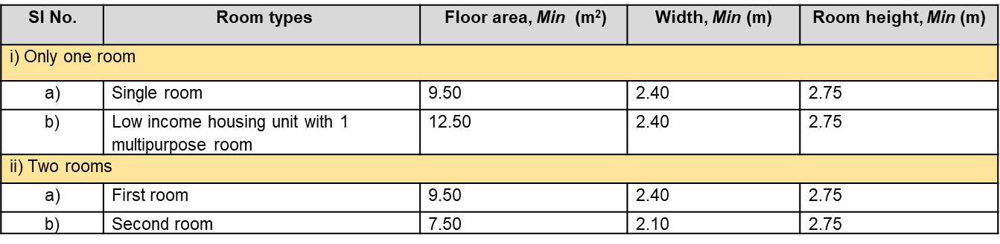 Sl No. Room types Floor area, Min (m²) Width, Min (m) Room height, Min (m)
i) Only one room
a) Single room 9.50 2.40 2.75
b) Low income housing unit with 1 12.50 2.40 2.75
multipurpose room
ii) Two rooms
a) First room 9.50 2.40 2.75
b) Second room 7.50 2.10 2.75